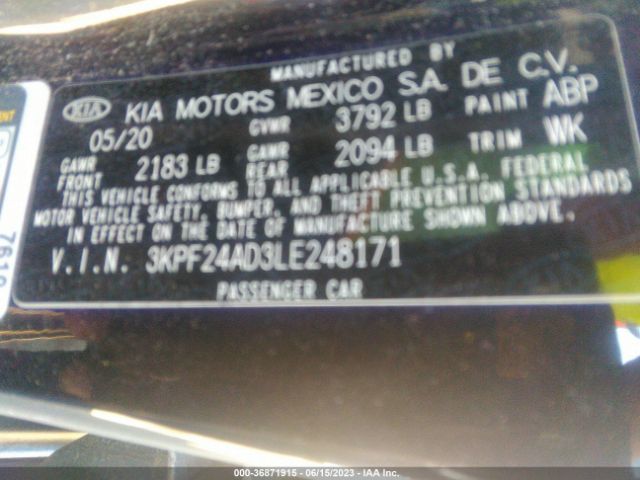 MANUFACTURED BY
KIA KIA MOTORS MEXICO S.A. DE C.V.
05/20 GVWR 3792 LB PAINT ABP
GAWR FRONT 2183 LB GAWR REAR 2094 LB TRIM WK
THIS VEHICLE CONFORMS TO ALL APPLICABLE U.S.A. FEDERAL
MOTOR VEHICLE SAFETY, BUMPER, AND THEFT PREVENTION STANDARDS
IN EFFECT ON THE DATE OF MANUFACTURE SHOWN ABOVE.
V.I.N. 3KPF24AD3LE248171
PASSENGER CAR
7619
000-36871915 - 06/15/2023 - IAA Inc.